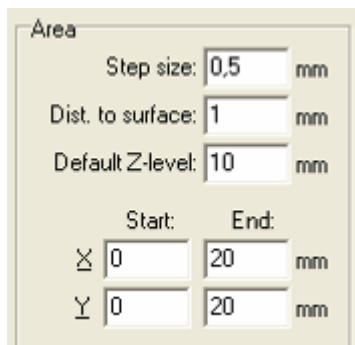 Area
Step size: 0,5 mm
Dist. to surface: 1 mm
Default Z-level: 10 mm
Start: End:
X 0 20 mm
Y 0 20 mm